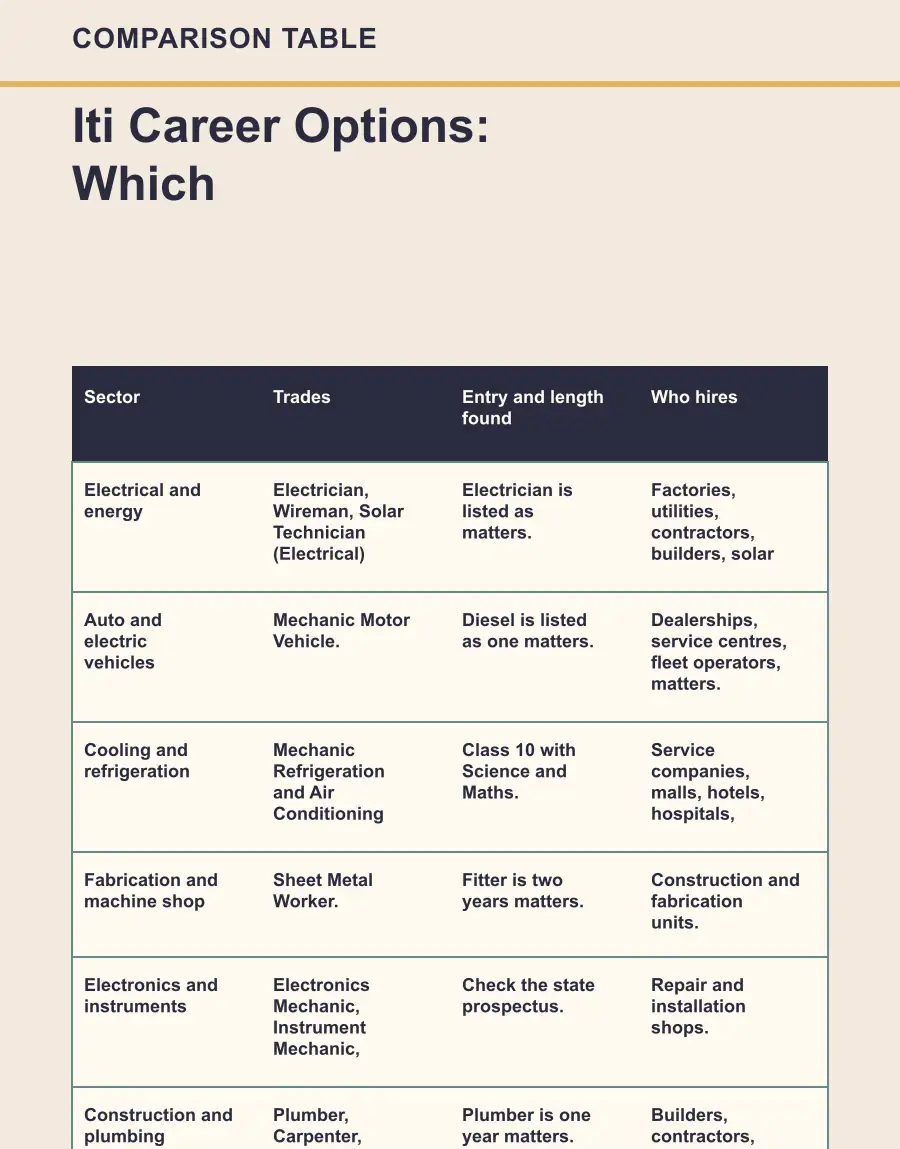 COMPARISON TABLE
Iti Career Options:
Which
Sector
Trades
Entry and length
found
Who hires
Electrical and
energy
Electrician,
Wireman, Solar
Technician
(Electrical)
Electrician is
listed as
matters.
Factories,
utilities,
contractors,
builders, solar
Auto and
electric
vehicles
Mechanic Motor
Vehicle.
Diesel is listed
as one matters.
Dealerships,
service centres,
fleet operators,
matters.
Cooling and
refrigeration
Mechanic
Refrigeration
and Air
Conditioning
Class 10 with
Science and
Maths.
Service
companies,
malls, hotels,
hospitals,
Fabrication and
machine shop
Sheet Metal
Worker.
Fitter is two
years matters.
Construction and
fabrication
units.
Electronics and
instruments
Electronics
Mechanic,
Instrument
Mechanic,
Check the state
prospectus.
Repair and
installation
shops.
Construction and
plumbing
Plumber,
Carpenter,
Plumber is one
year matters.
Builders,
contractors,